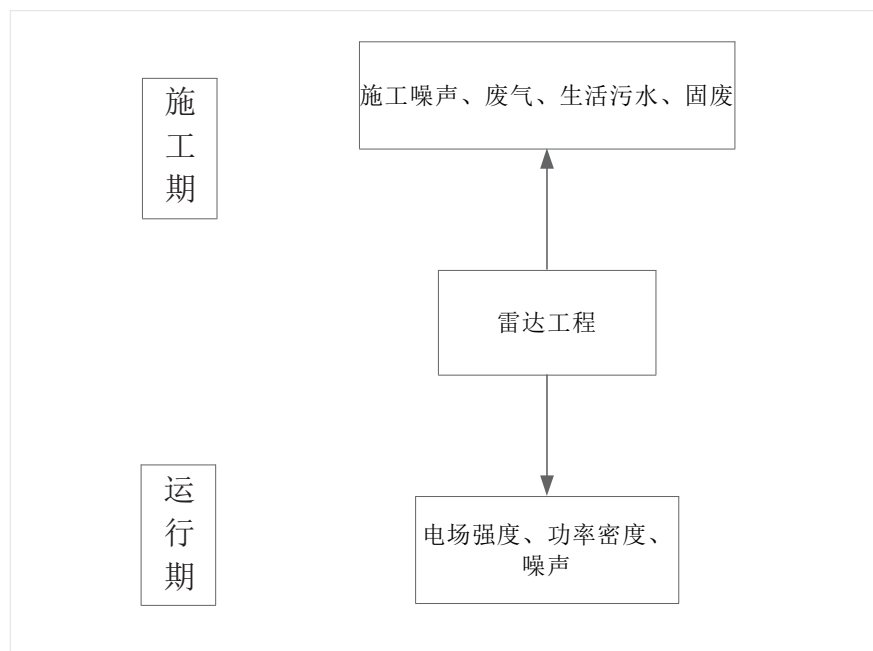 施工期
施工噪声、废气、生活污水、固废
雷达工程
运行期
电场强度、功率密度、
噪声